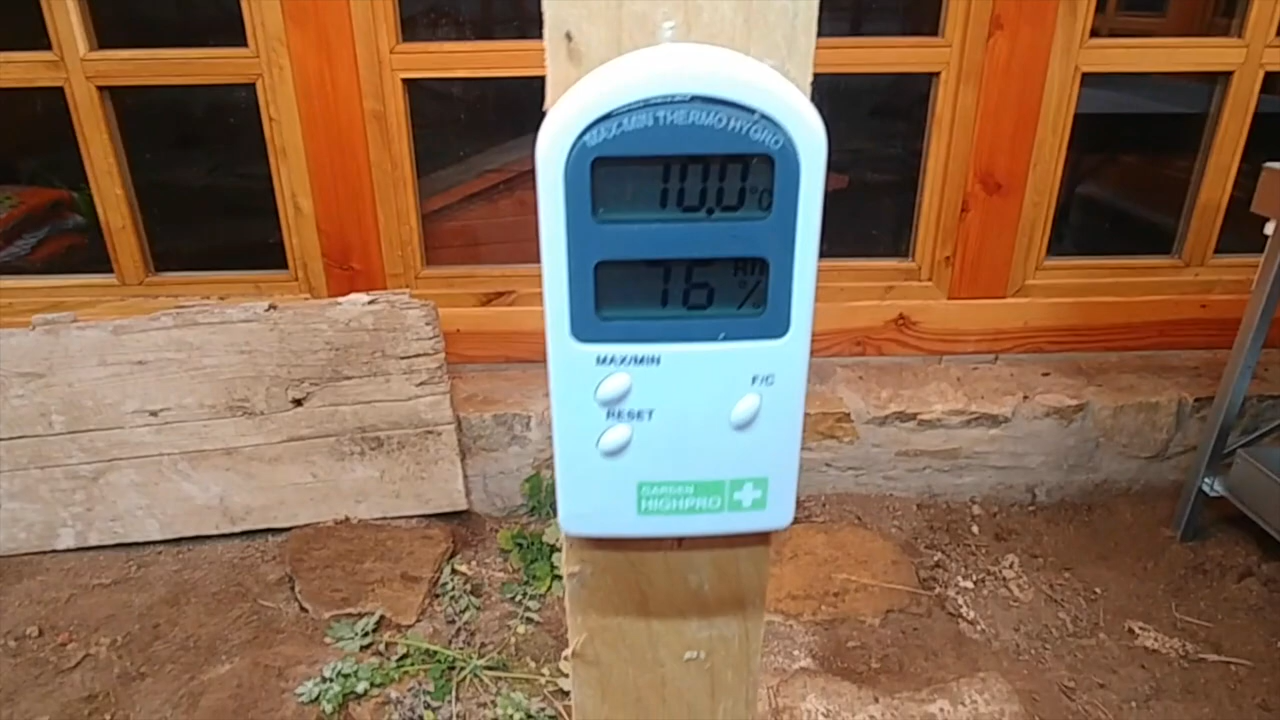 MAX-MIN THERMO HYGRO
10.0°C
RH
76 %
MAX/MIN
F/C
RESET
GARDEN
HIGHPRO